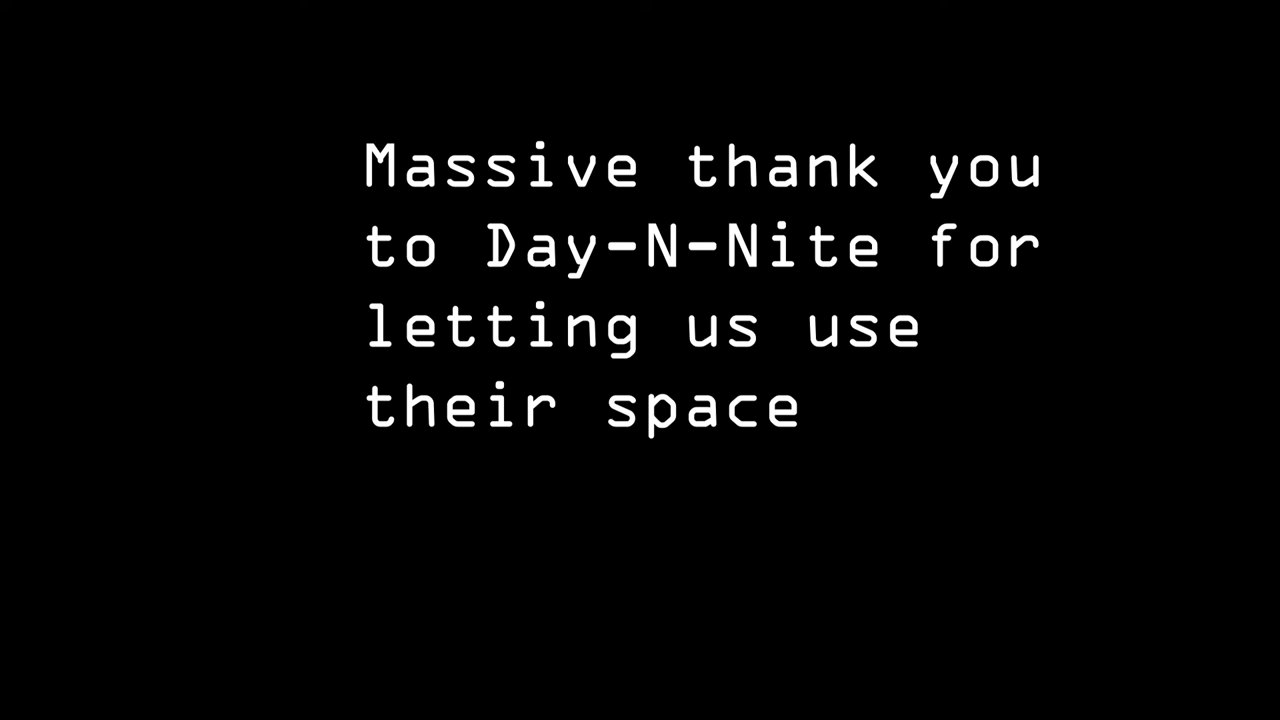 Massive thank you
to Day-N-Nite for
letting us use
their space